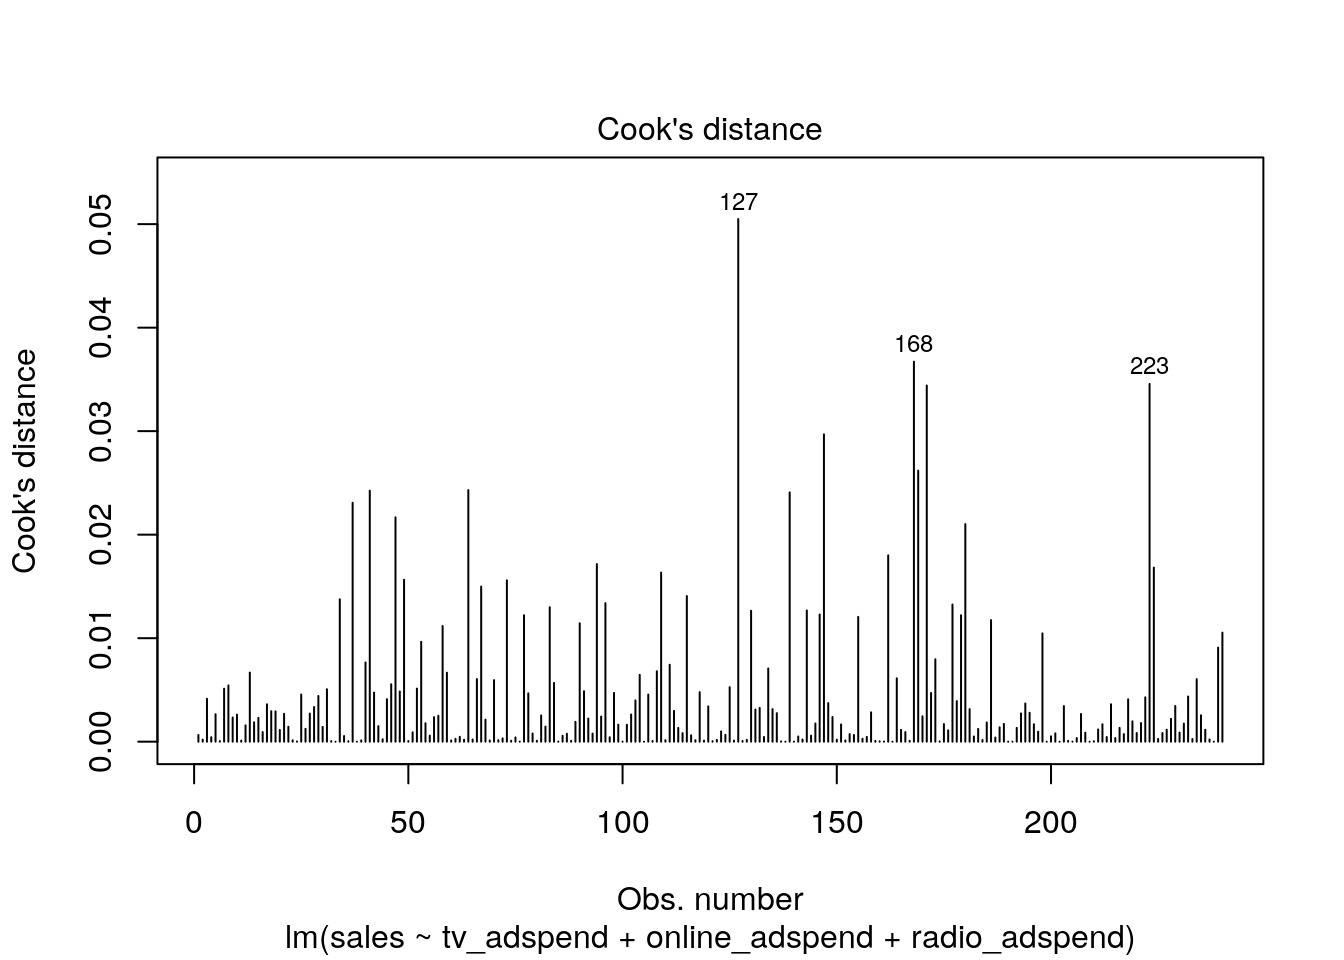 Cook's distance
127
168
223
Cook's distance
0.05
0.04
0.03
0.02
0.01
0.00
0 50 100 150 200
Obs. number
lm(sales ~ tv_adspend + online_adspend + radio_adspend)